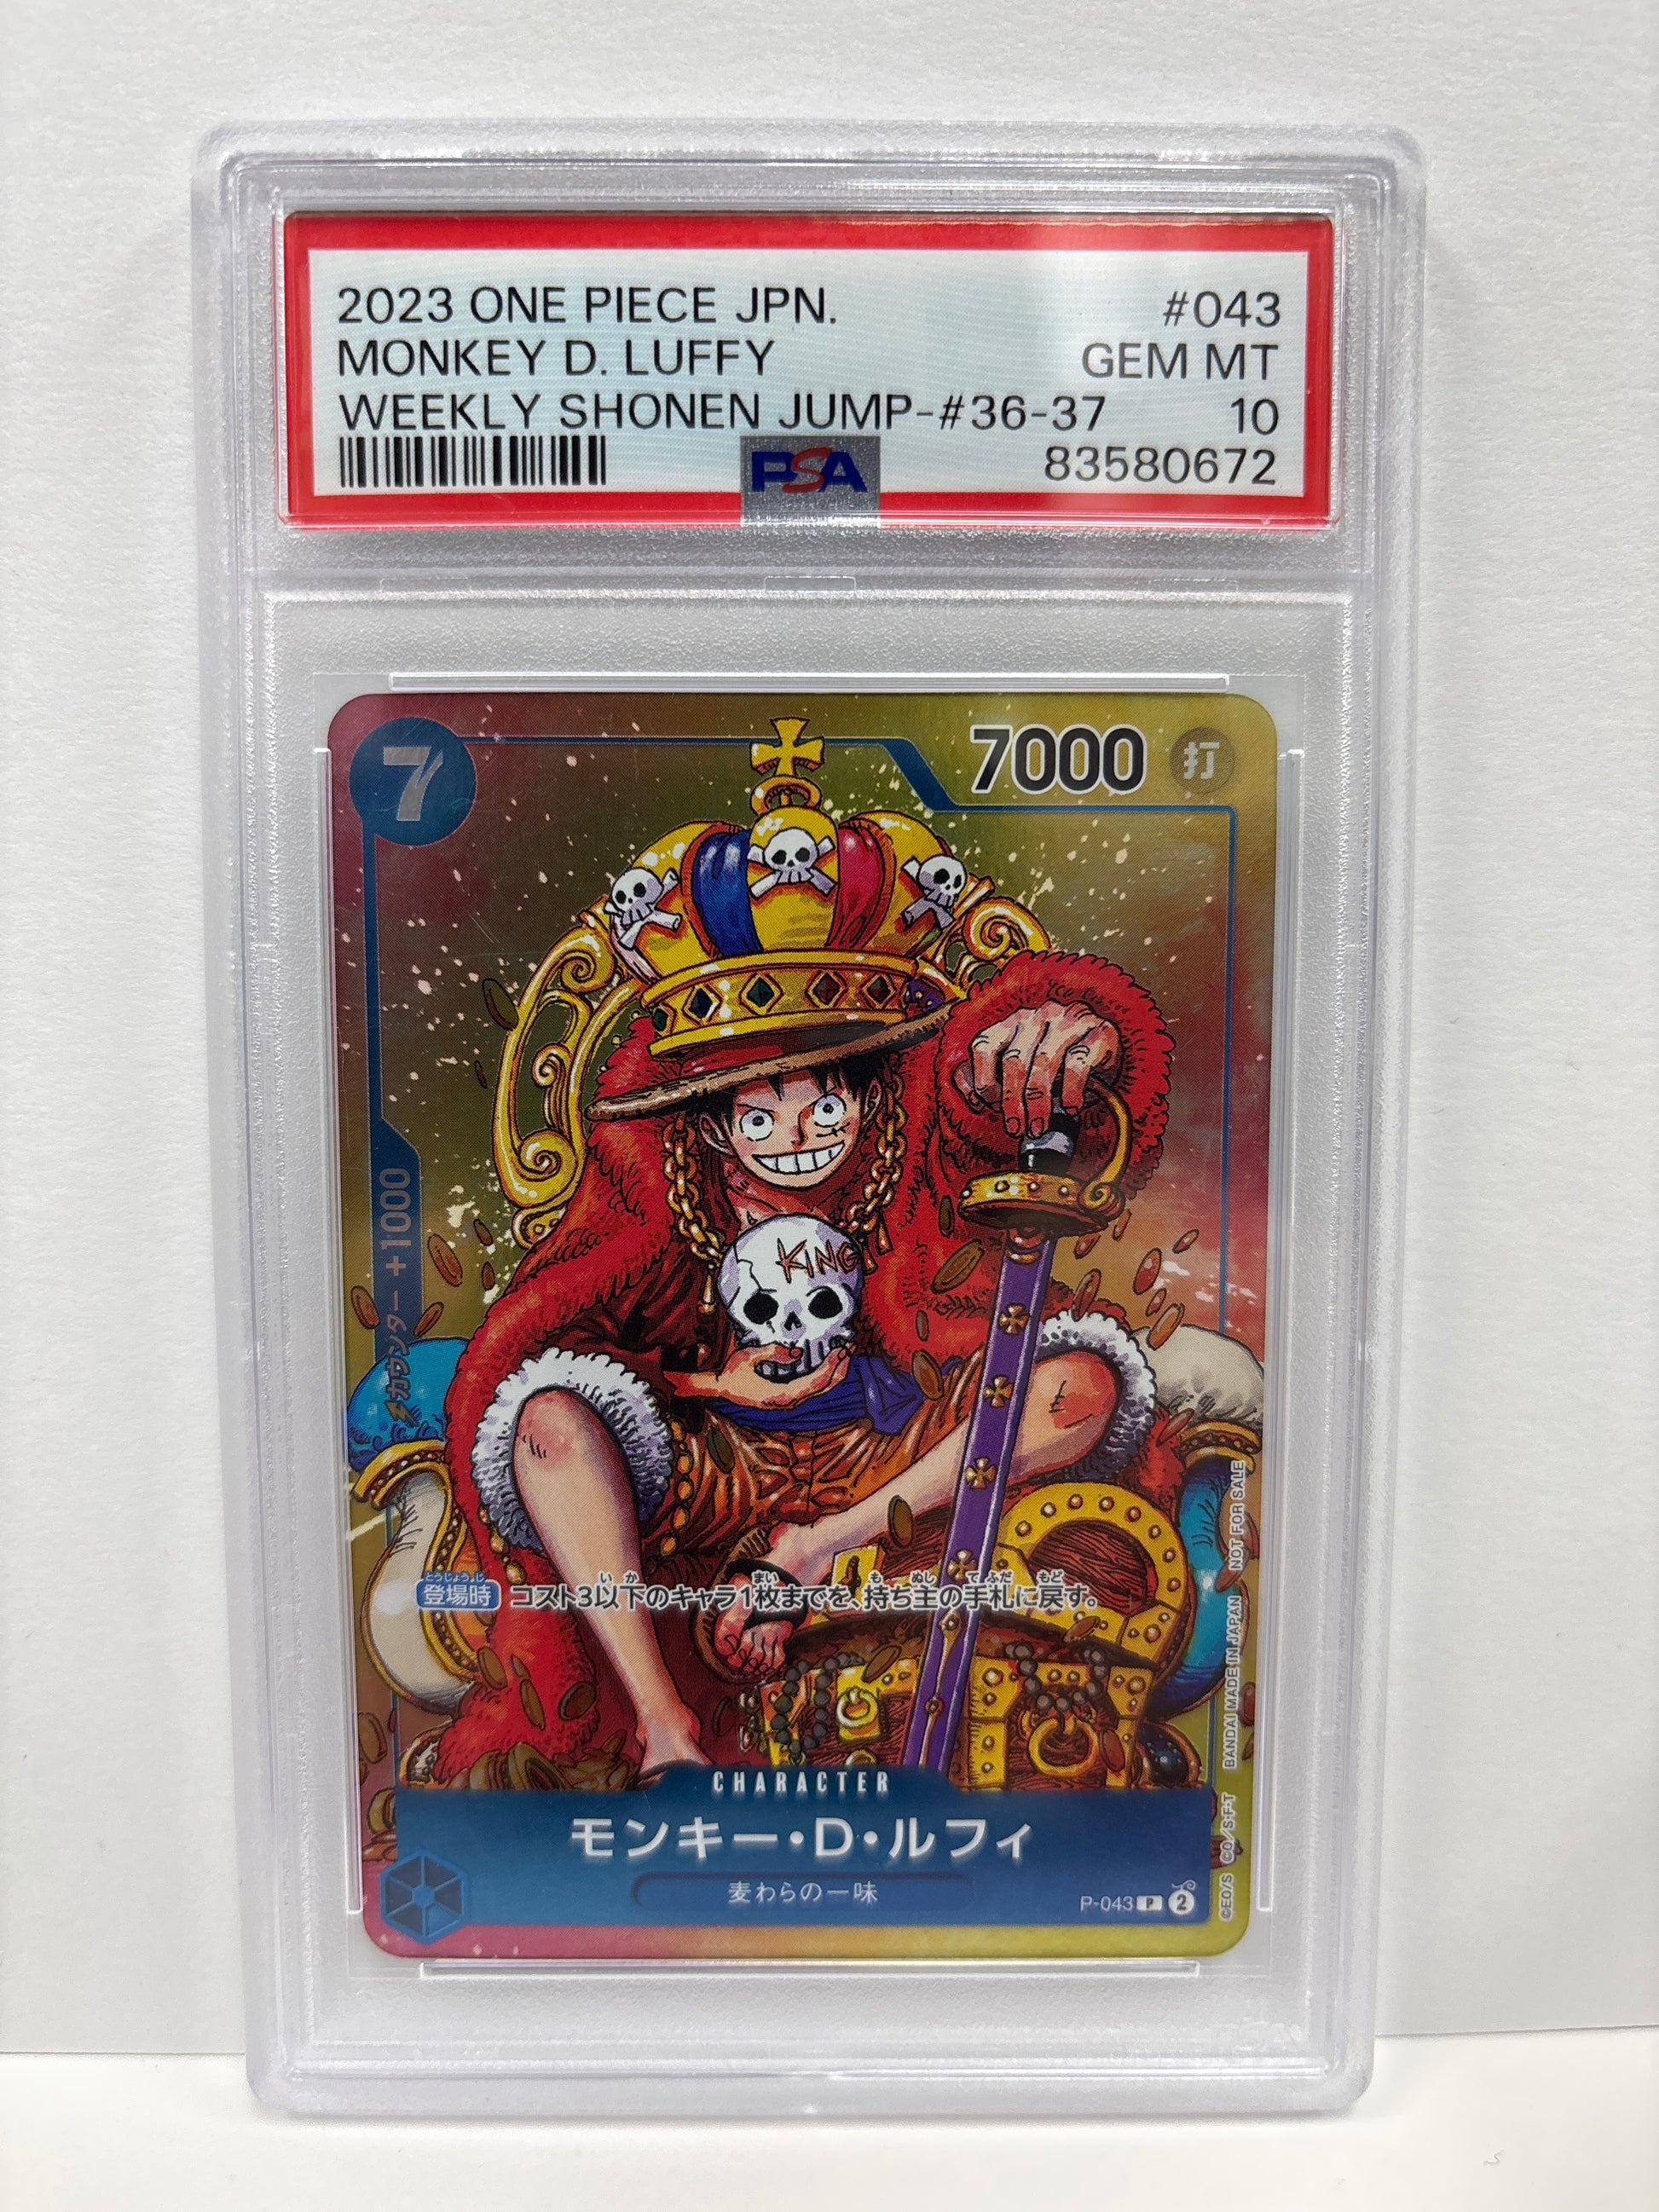 2023 ONE PIECE JPN. #043
MONKEY D. LUFFY GEM MT
WEEKLY SHONEN JUMP-#36-37 10
PSA 83580672
7
7000 打
カウンター +1000
KING
登場時 コスト3以下のキャラ1枚までを、持ち主の手札に戻す。
CHARACTER
モンキー・D・ルフィ
麦わらの一味
P-043 P 2
©EO/S ©O/S・F・T BANDAI MADE IN JAPAN NOT FOR SALE